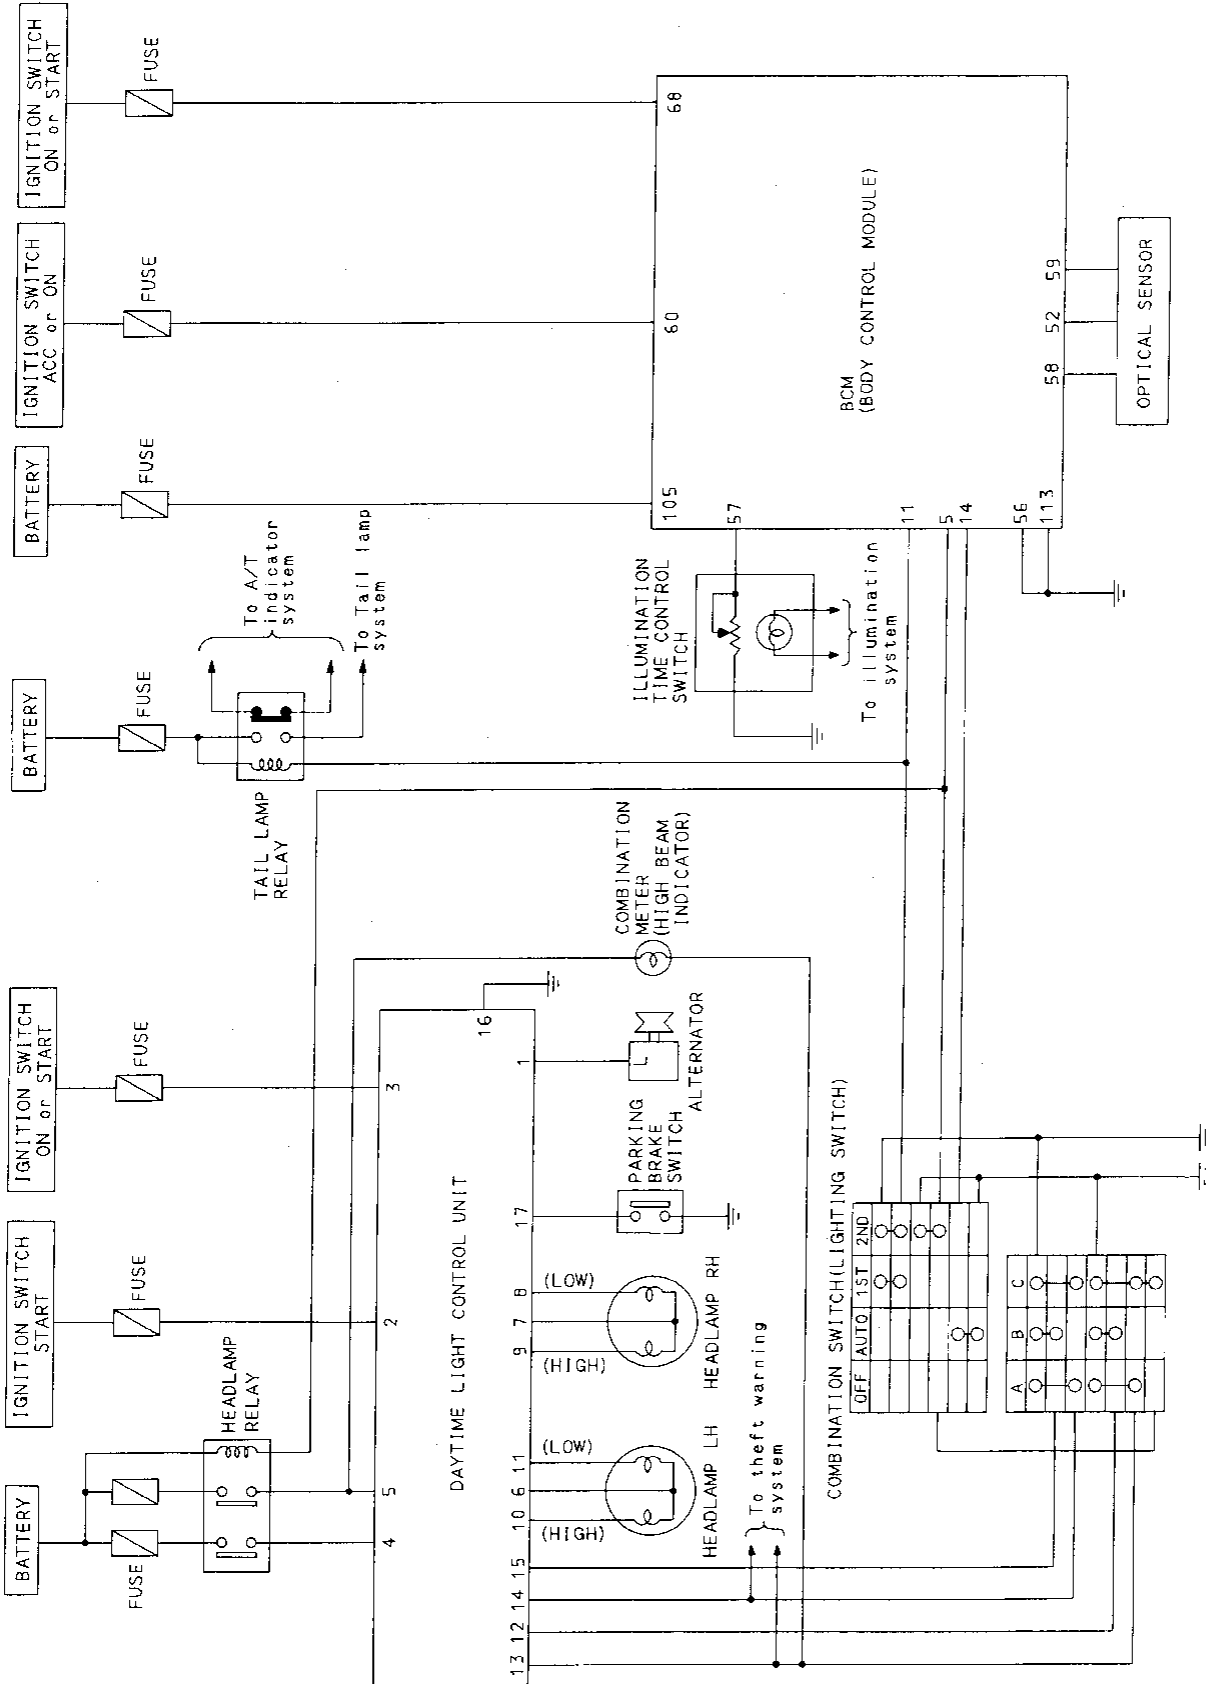 BATTERY
IGNITION SWITCH
START
IGNITION SWITCH
ON or START
BATTERY
BATTERY
IGNITION SWITCH
ACC or ON
IGNITION SWITCH
ON or START
FUSE
FUSE
FUSE
FUSE
FUSE
FUSE
FUSE
HEADLAMP
RELAY
TAIL LAMP
RELAY
To A/T
indicator
system
To Tail lamp
system
4
5
2
3
16
DAYTIME LIGHT CONTROL UNIT
13
12
14
15
10
6
11
9
7
8
17
1
(HIGH)
(LOW)
(HIGH)
(LOW)
HEADLAMP LH
HEADLAMP RH
PARKING
BRAKE
SWITCH
L
ALTERNATOR
COMBINATION
METER
(HIGH BEAM
INDICATOR)
To theft warning
system
ILLUMINATION
TIME CONTROL
SWITCH
To illumination
system
105
60
68
57
11
5
14
56
113
BCM
(BODY CONTROL MODULE)
58
52
59
OPTICAL SENSOR
COMBINATION SWITCH(LIGHTING SWITCH)
OFF
AUTO
1ST
2ND
A
B
C